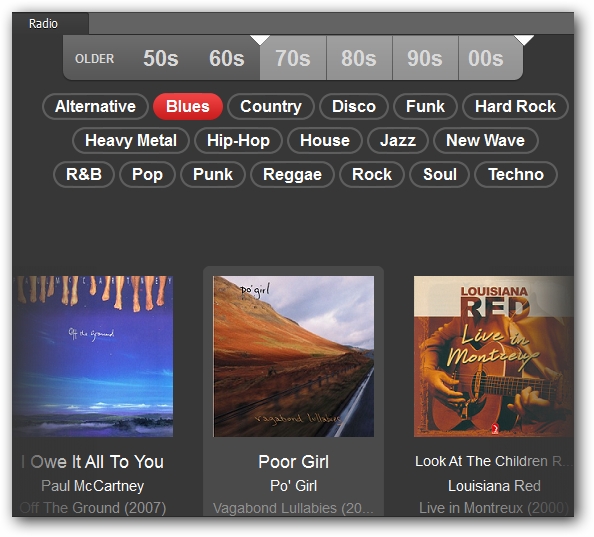 Radio
OLDER 50s 60s 70s 80s 90s 00s
Alternative Blues Country Disco Funk Hard Rock
Heavy Metal Hip-Hop House Jazz New Wave
R&B Pop Punk Reggae Rock Soul Techno
Off the Ground
po' girl
vagabond lullabies
LOUISIANA
RED
Live in
Montreux
I Owe It All To You
Paul McCartney
Off The Ground (2007)
Poor Girl
Po' Girl
Vagabond Lullabies (20...
Look At The Children R...
Louisiana Red
Live in Montreux (2000)